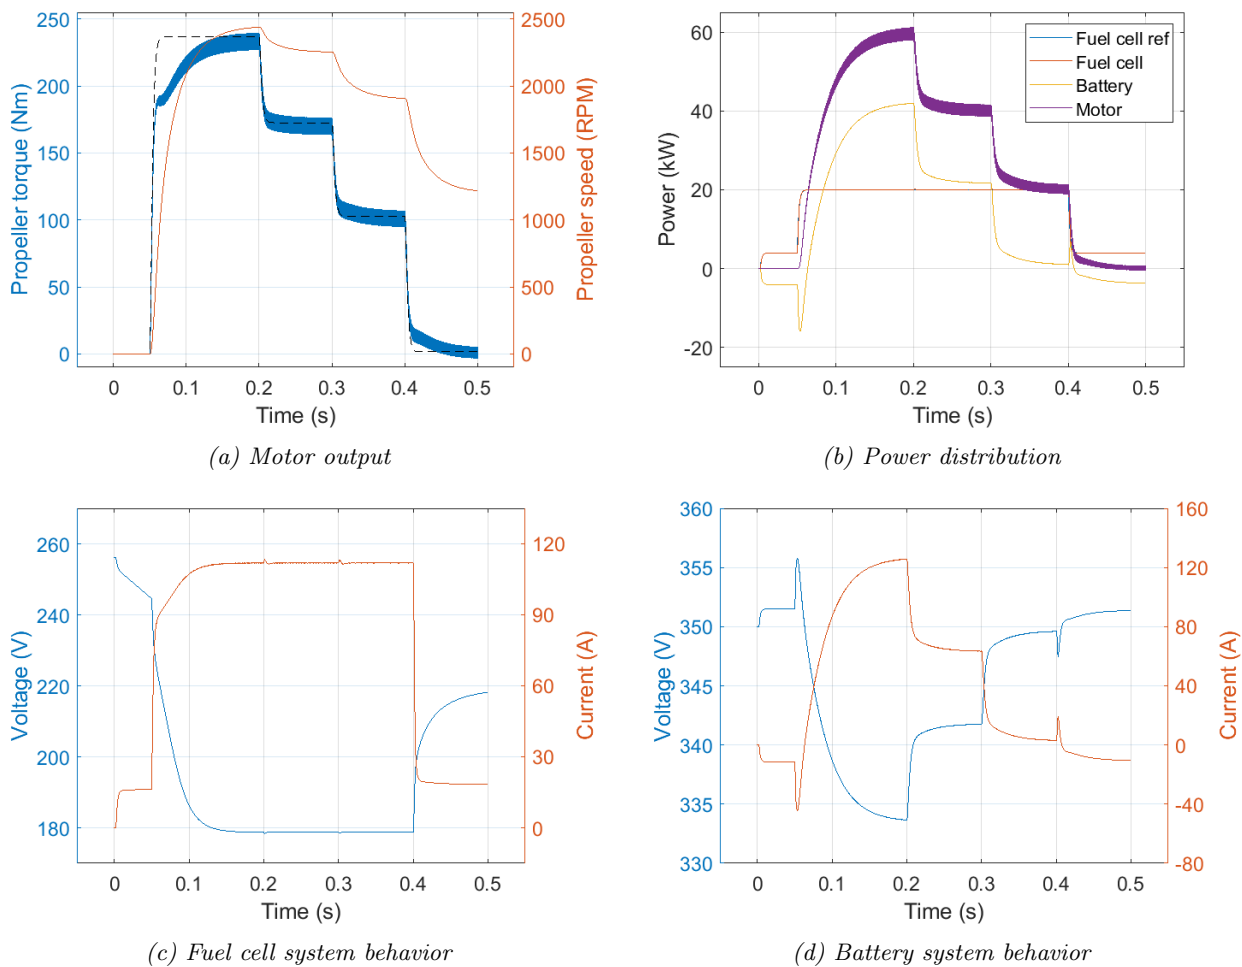 250
200
150
100
50
0
Propeller torque (Nm)
2500
2000
1500
1000
500
0
Propeller speed (RPM)
0 0.1 0.2 0.3 0.4 0.5
Time (s)
(a) Motor output
60
40
20
0
-20
Power (kW)
Fuel cell ref
Fuel cell
Battery
Motor
0 0.1 0.2 0.3 0.4 0.5
Time (s)
(b) Power distribution
260
240
220
200
180
Voltage (V)
120
90
60
30
0
Current (A)
0 0.1 0.2 0.3 0.4 0.5
Time (s)
(c) Fuel cell system behavior
360
355
350
345
340
335
330
Voltage (V)
160
120
80
40
0
-40
-80
Current (A)
0 0.1 0.2 0.3 0.4 0.5
Time (s)
(d) Battery system behavior